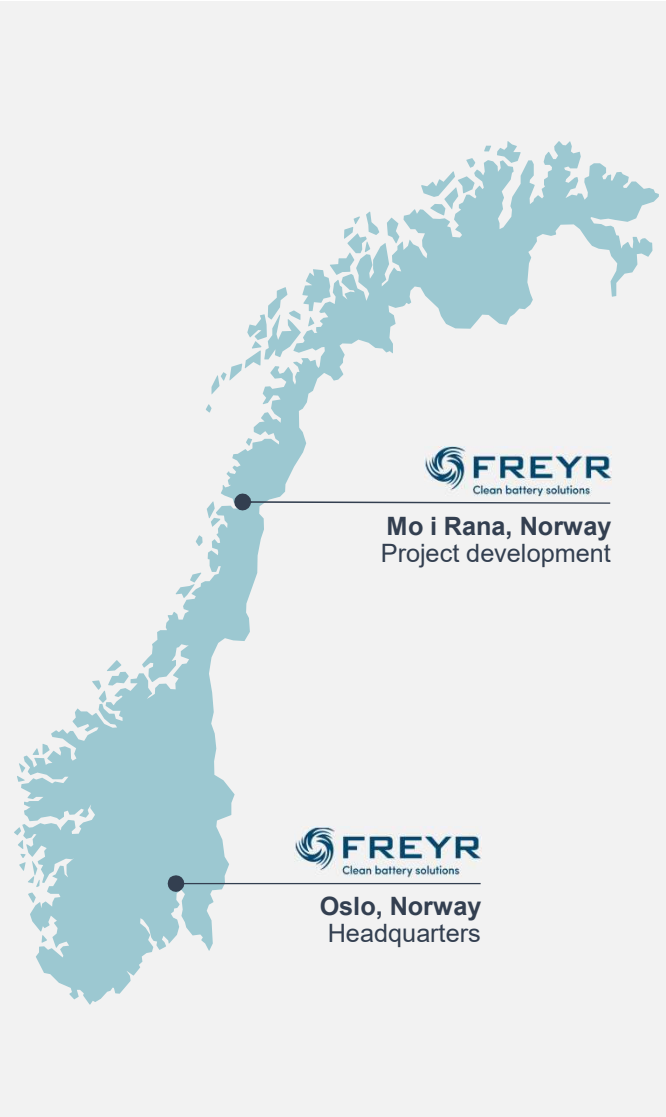 FREYR
Clean battery solutions
Mo i Rana, Norway
Project development
FREYR
Clean battery solutions
Oslo, Norway
Headquarters